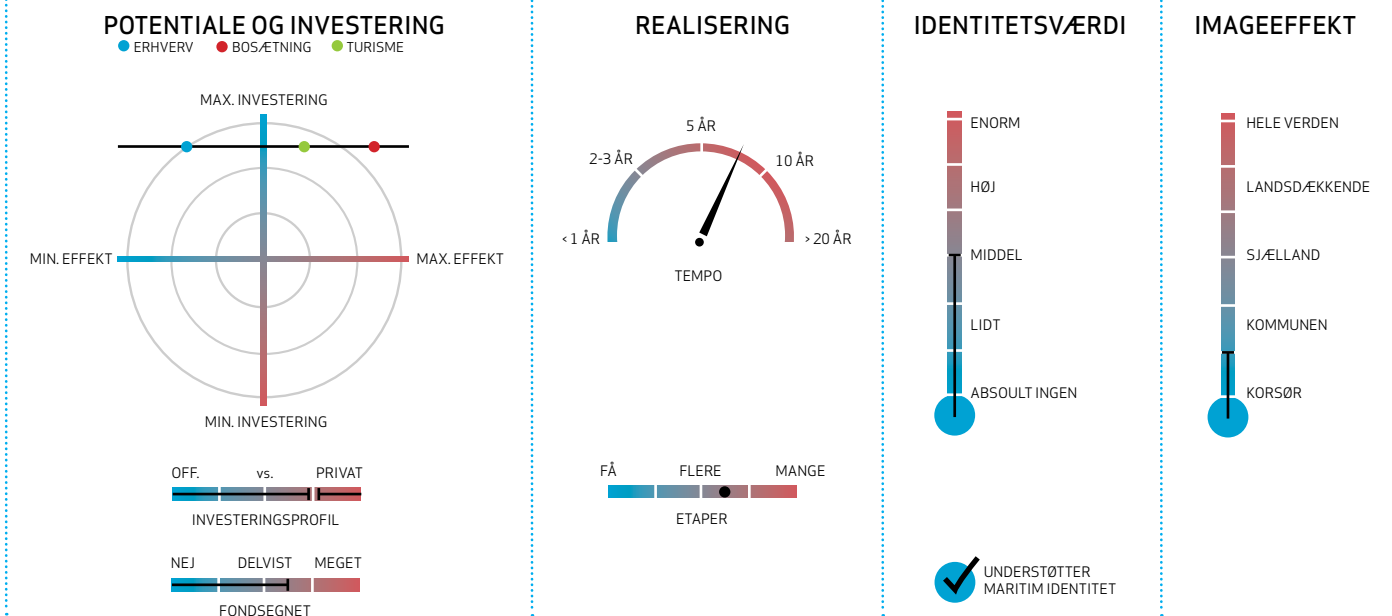 POTENTIALE OG INVESTERING
ERHVERV BOSÆTNING TURISME
MAX. INVESTERING
MIN. EFFEKT MAX. EFFEKT
MIN. INVESTERING
OFF. vs. PRIVAT
INVESTERINGSPROFIL
NEJ DELVIST MEGET
FONDSEGNET
REALISERING
5 ÅR
2-3 ÅR 10 ÅR
< 1 ÅR > 20 ÅR
TEMPO
FÅ FLERE MANGE
ETAPER
IDENTITETSVÆRDI
ENORM
HØJ
MIDDEL
LIDT
ABSOULT INGEN
UNDERSTØTTER
MARITIM IDENTITET
IMAGEEFFEKT
HELE VERDEN
LANDSDÆKKENDE
SJÆLLAND
KOMMUNEN
KORSØR